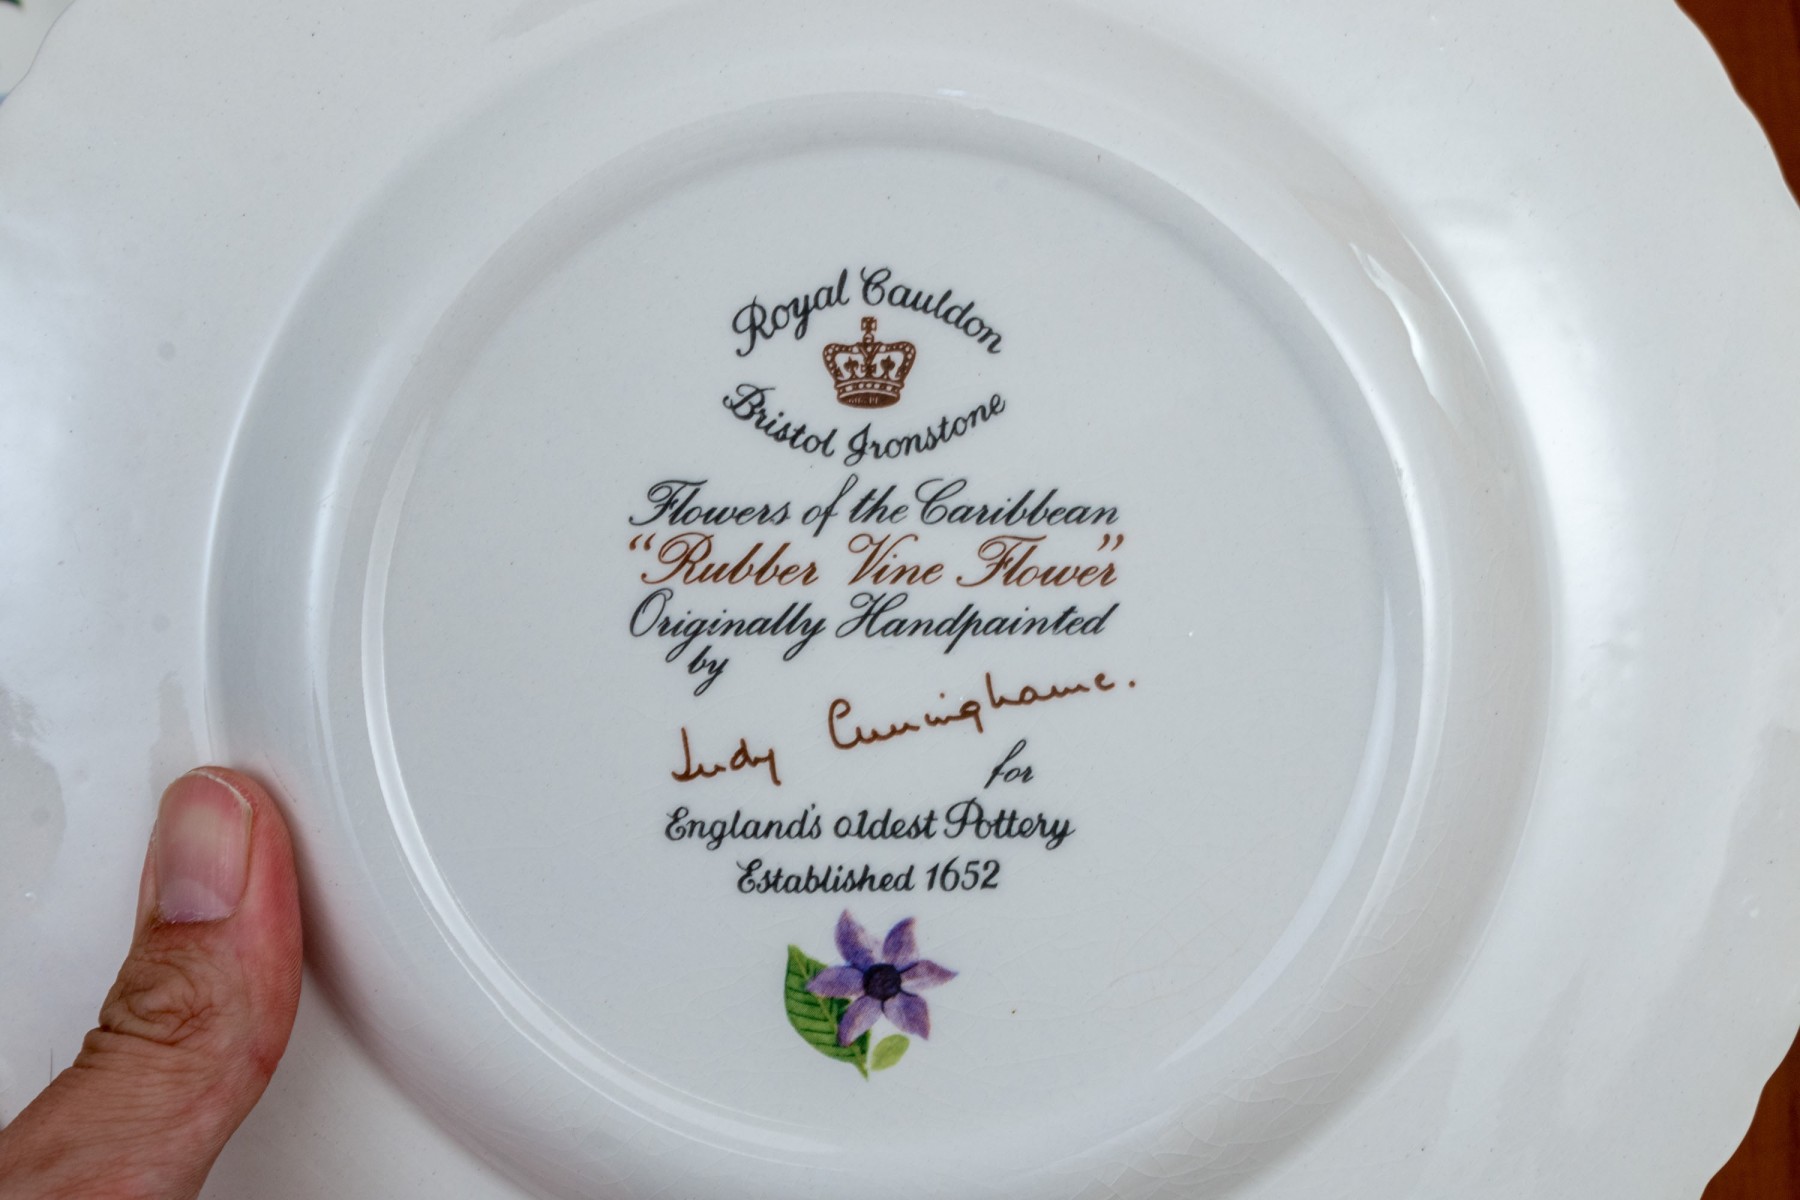 Royal Cauldon
Bristol Ironstone
Flowers of the Caribbean
“Rubber Vine Flower”
Originally Handpainted
by
Judy Cunninghame.
for
England's oldest Pottery
Established 1652